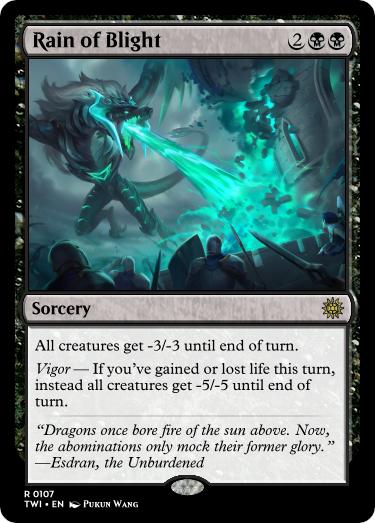 Rain of Blight
2
Sorcery
All creatures get -3/-3 until end of turn.
Vigor — If you've gained or lost life this turn,
instead all creatures get -5/-5 until end of
turn.
“Dragons once bore fire of the sun above. Now,
the abominations only mock their former glory.”
—Esdran, the Unburdened
R 0107
TWI • EN Pukun Wang